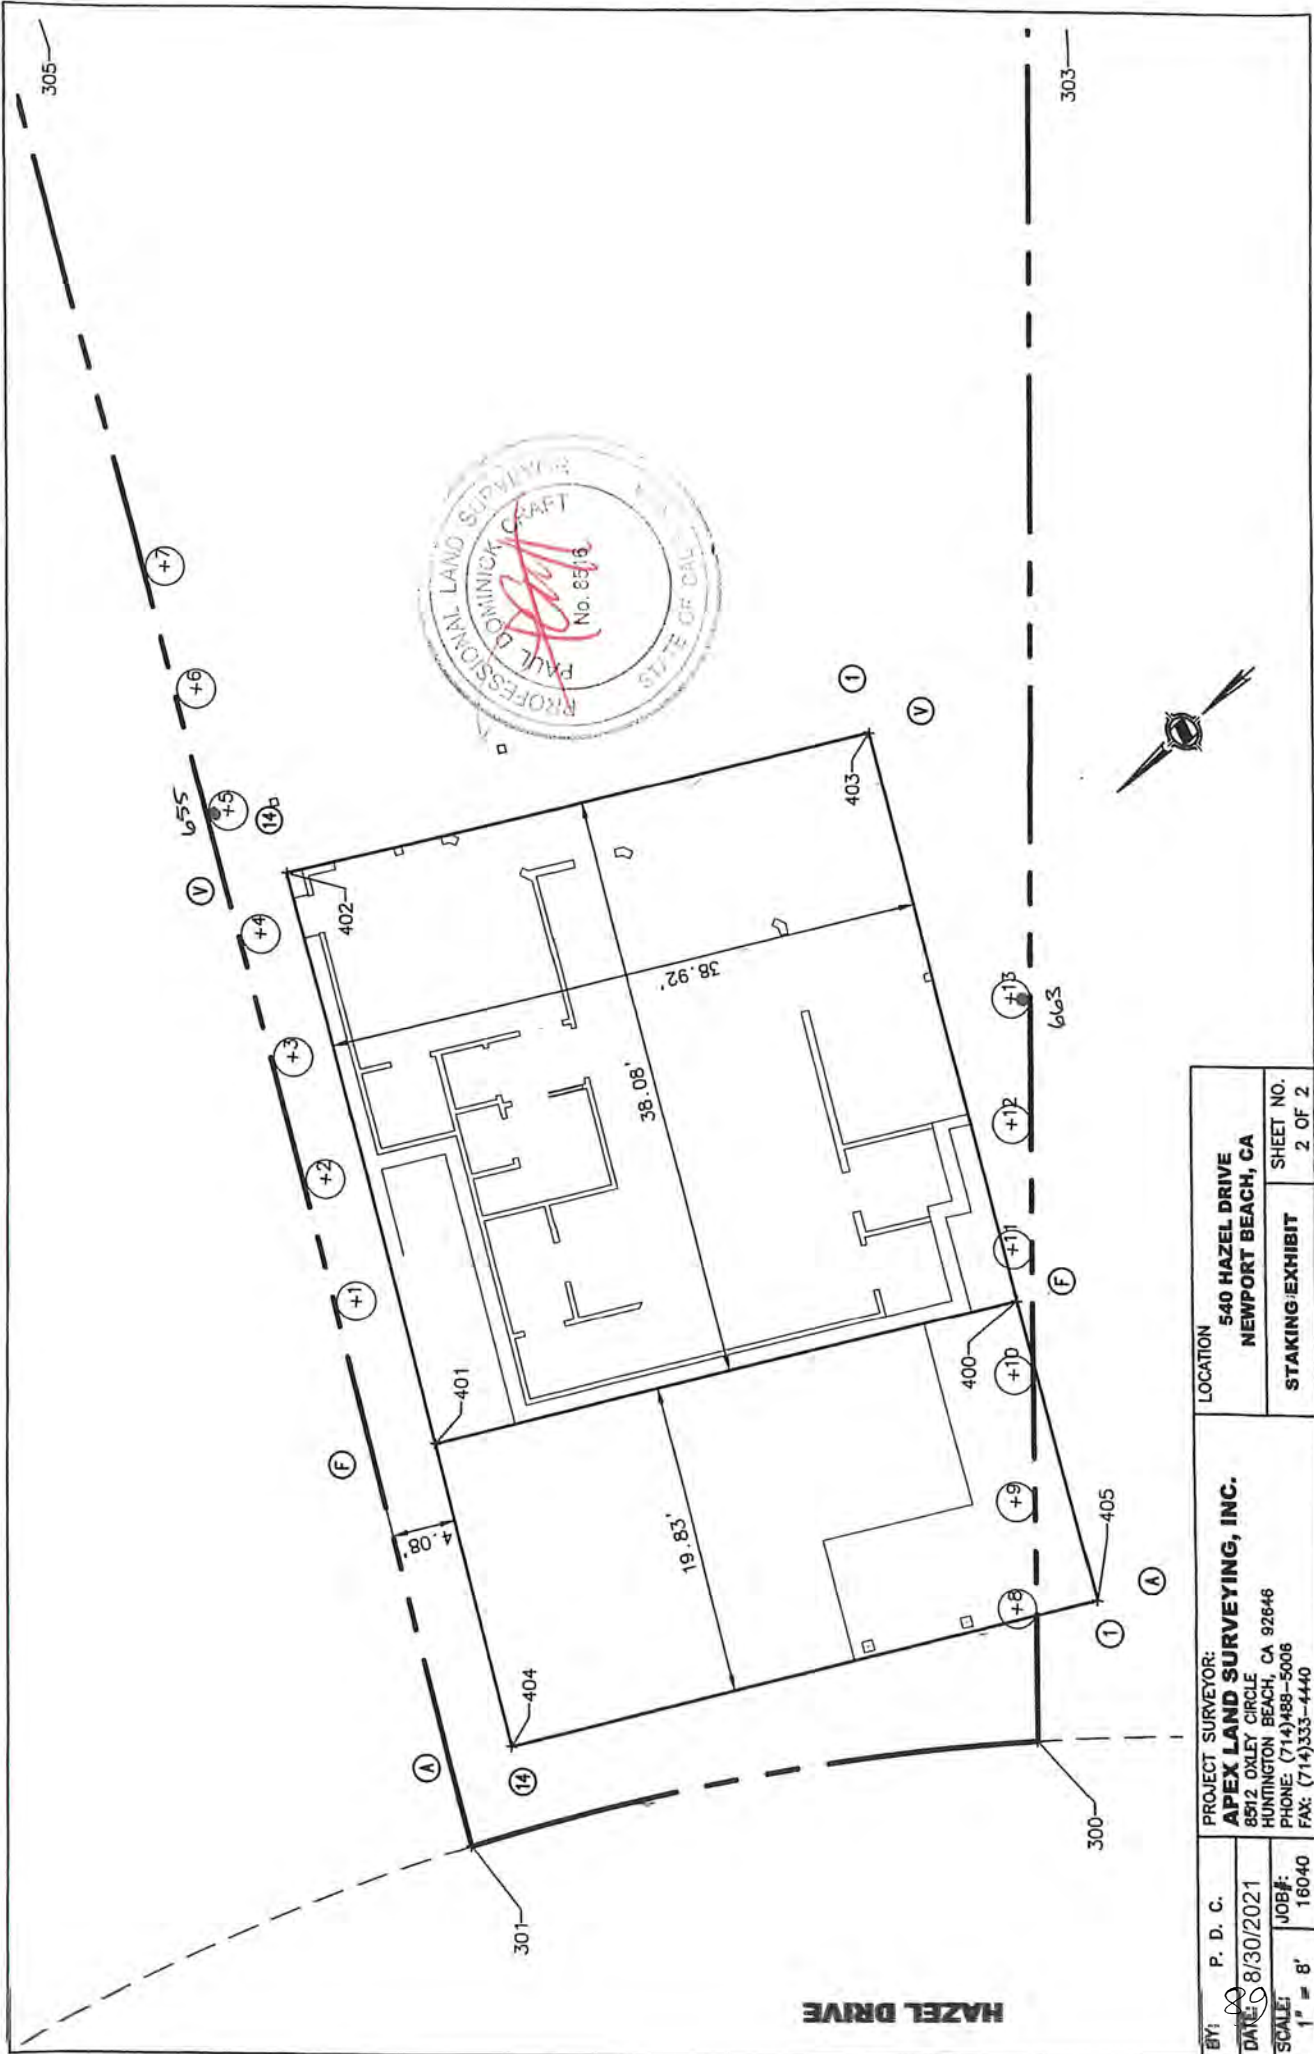 305
303
+7
+6
655
+5
14
V
+4
402
+3
+2
+1
F
401
4.08'
A
404
14
301
HAZEL DRIVE
300
PROFESSIONAL LAND SURVEYOR
PAUL DOMINICK CRAFT
No. 8516
STATE OF CAL
1
V
403
38.92'
38.08'
19.83'
+13
663
+12
+11
F
400
+10
+9
405
+8
1
A
BY: P. D. C.
DATE: 8/30/2021
89
SCALE:
1" = 8'
JOB#:
16040
PROJECT SURVEYOR:
APEX LAND SURVEYING, INC.
8512 OXLEY CIRCLE
HUNTINGTON BEACH, CA 92646
PHONE: (714)488-5006
FAX: (714)333-4440
LOCATION
540 HAZEL DRIVE
NEWPORT BEACH, CA
STAKING EXHIBIT
SHEET NO.
2 OF 2